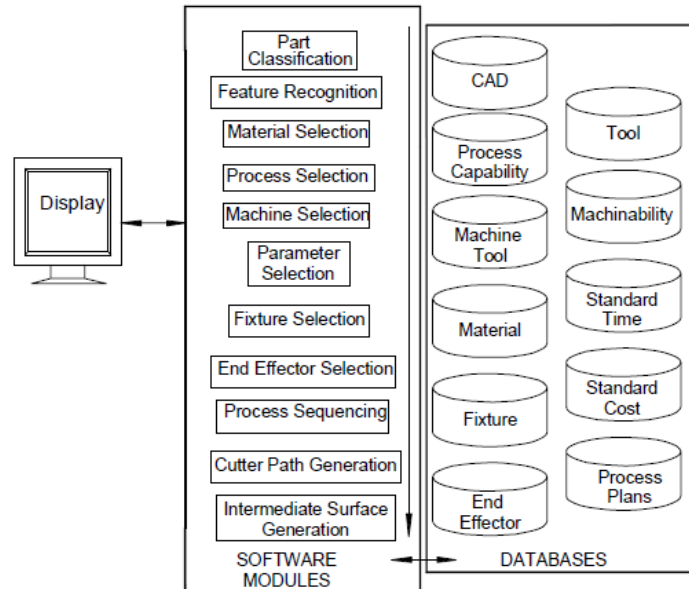 Display
Part
Classification
Feature Recognition
Material Selection
Process Selection
Machine Selection
Parameter
Selection
Fixture Selection
End Effector Selection
Process Sequencing
Cutter Path Generation
Intermediate Surface
Generation
SOFTWARE
MODULES
CAD
Process
Capability
Machine
Tool
Material
Fixture
End
Effector
Tool
Machinability
Standard
Time
Standard
Cost
Process
Plans
DATABASES